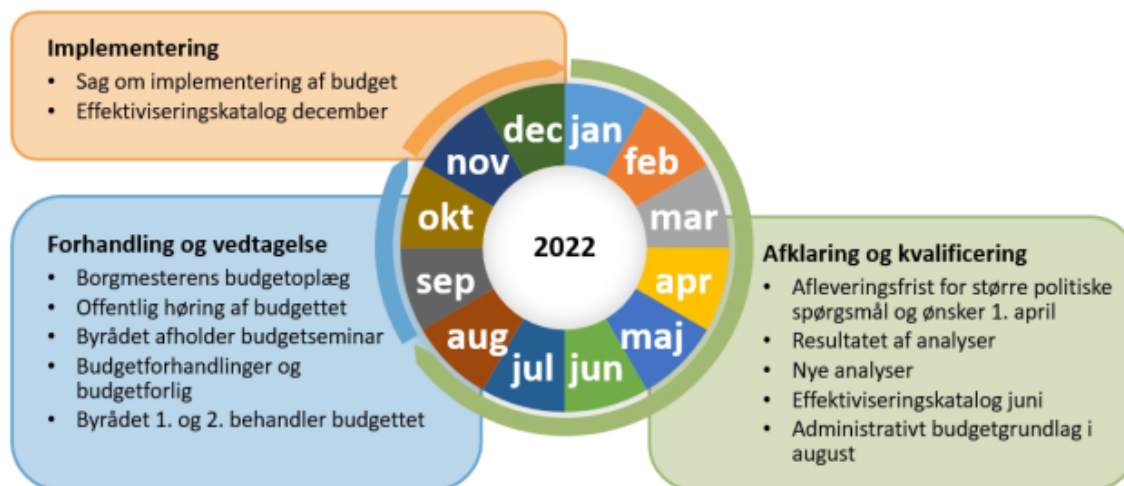 Implementering
• Sag om implementering af budget
• Effektiviseringskatalog december
Forhandling og vedtagelse
• Borgmesterens budgetoplæg
• Offentlig høring af budgettet
• Byrådet afholder budgetseminar
• Budgetforhandlinger og
budgetforlig
• Byrådet 1. og 2. behandler budgettet
jan
feb
mar
apr
maj
jun
jul
aug
sep
okt
nov
dec
2022
Afklaring og kvalificering
• Afleveringsfrist for større politiske
spørgsmål og ønsker 1. april
• Resultatet af analyser
• Nye analyser
• Effektiviseringskatalog juni
• Administrativt budgetgrundlag i
august